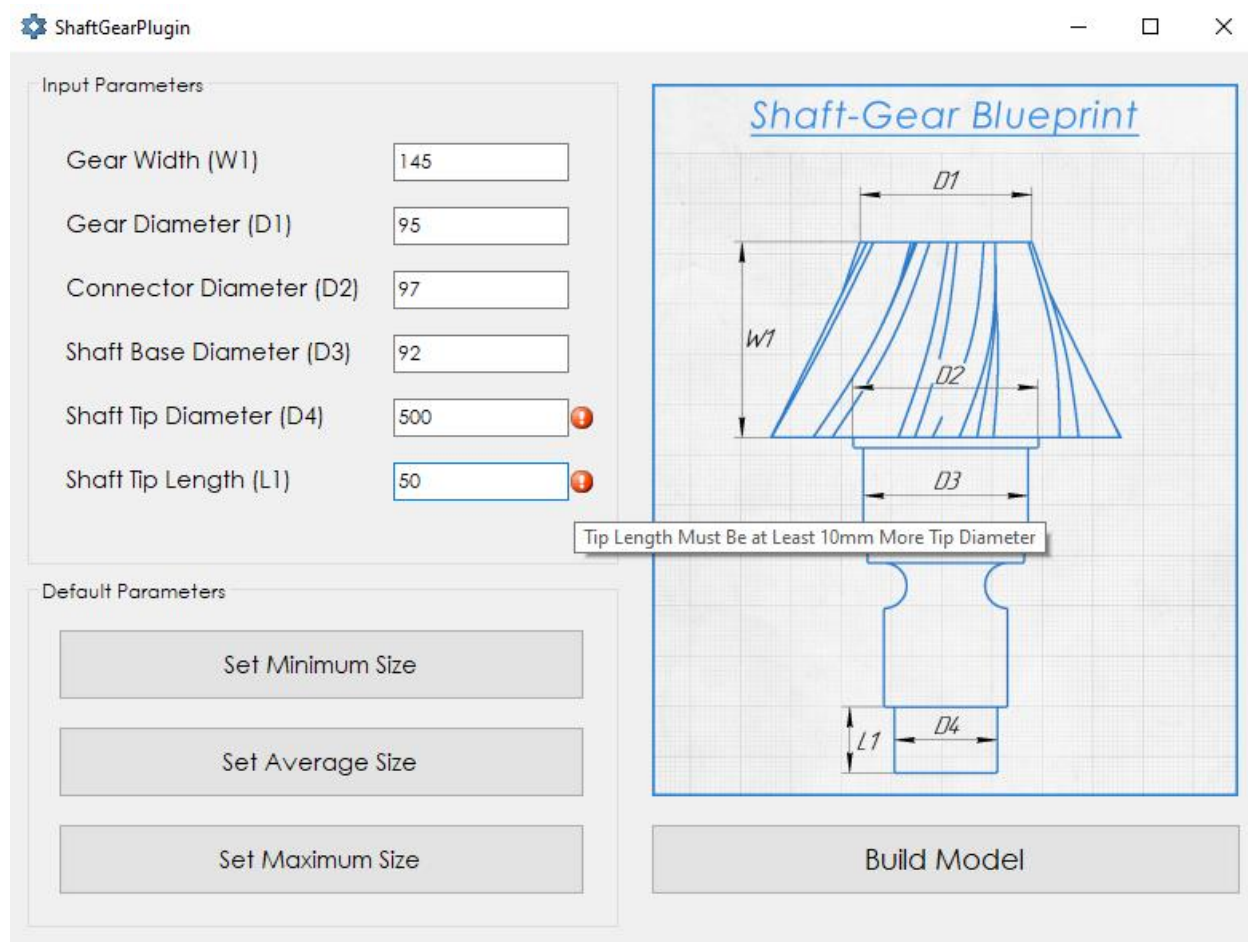 ShaftGearPlugin
Input Parameters
Gear Width (W1)
145
Gear Diameter (D1)
95
Connector Diameter (D2)
97
Shaft Base Diameter (D3)
92
Shaft Tip Diameter (D4)
500
Shaft Tip Length (L1)
50
Tip Length Must Be at Least 10mm More Tip Diameter
Default Parameters
Set Minimum Size
Set Average Size
Set Maximum Size
Shaft-Gear Blueprint
D1
W1
D2
D3
L1
D4
Build Model